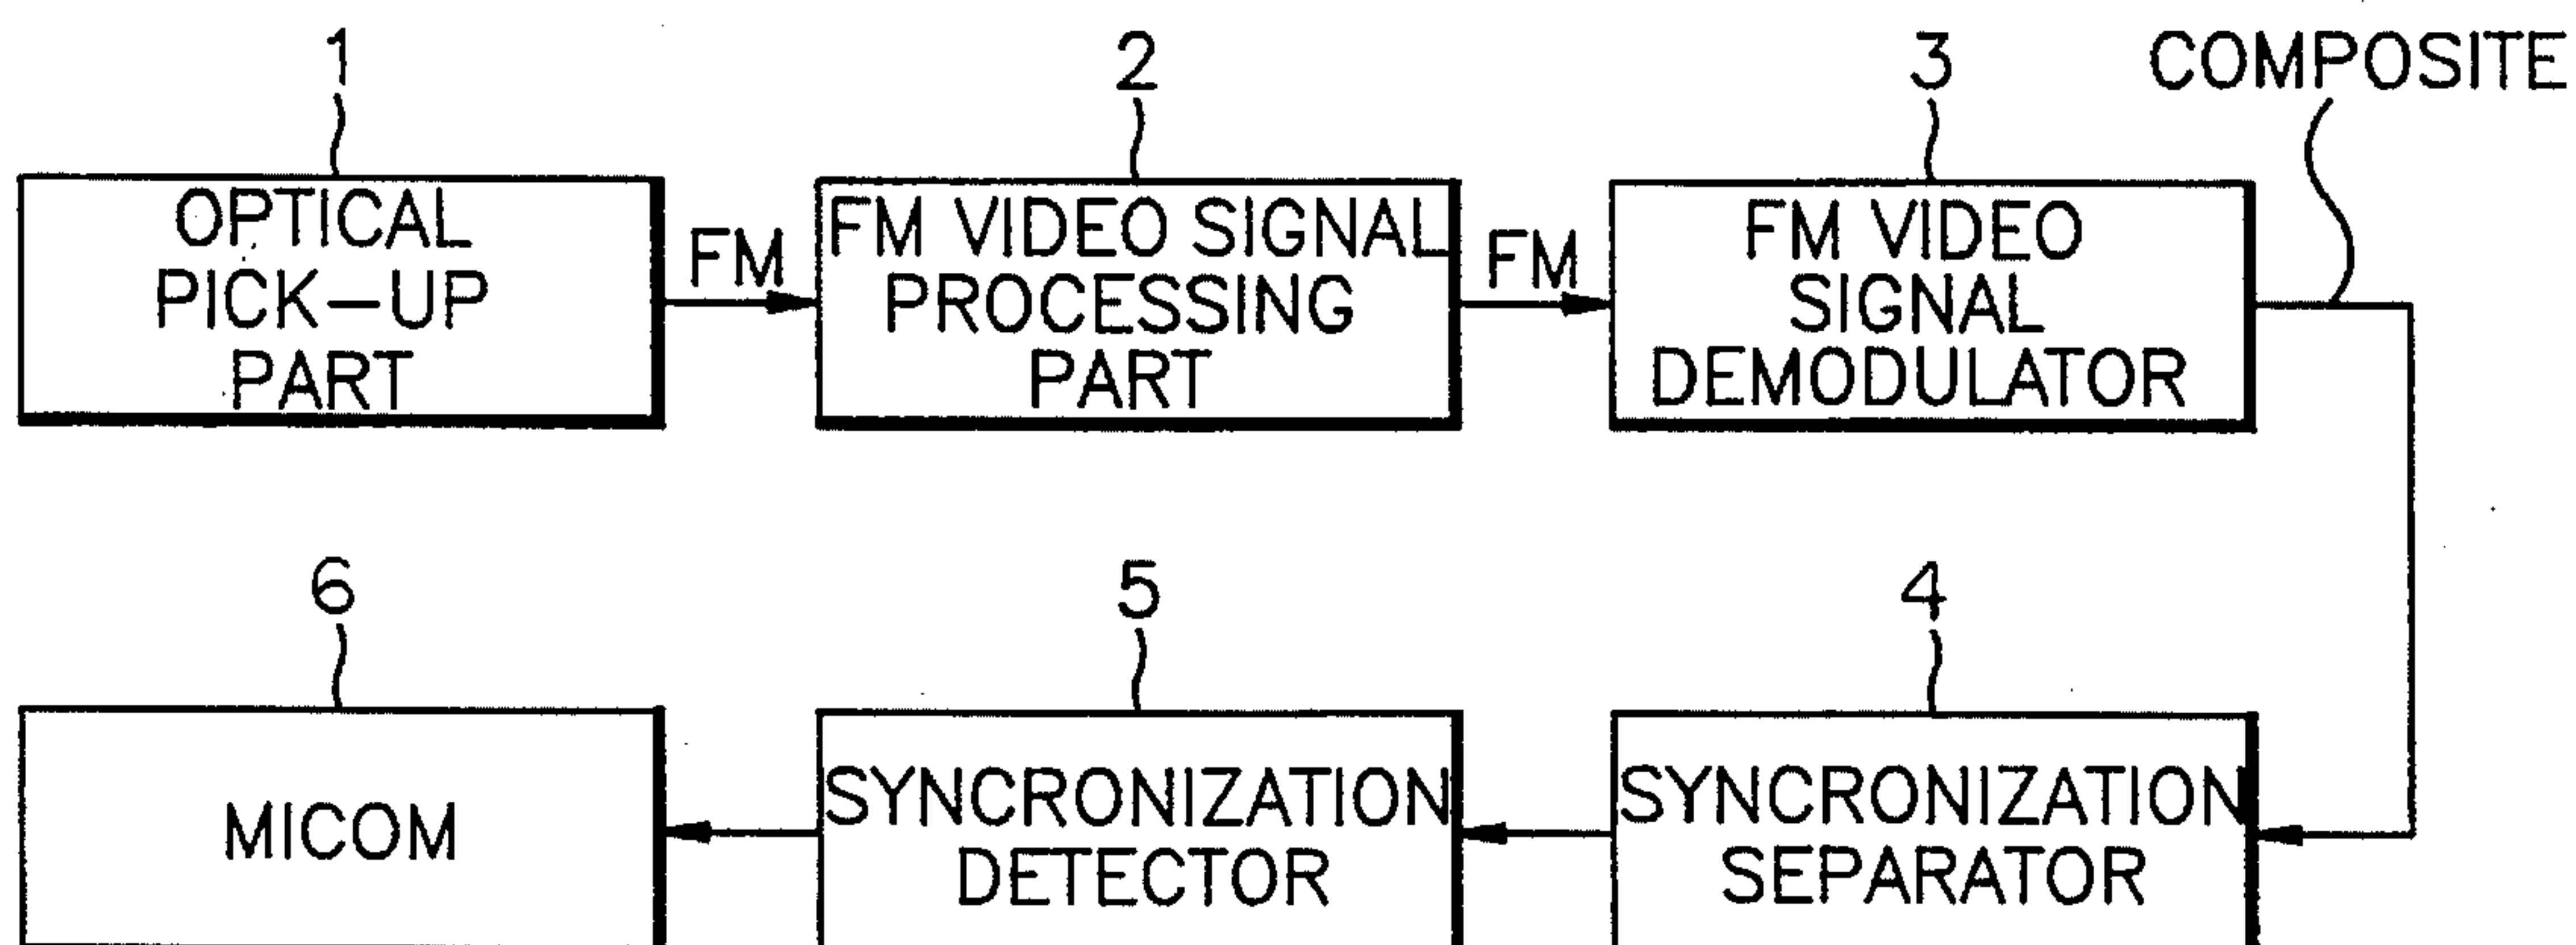 1
2
3
COMPOSITE
OPTICAL
PICK-UP
PART
FM
FM VIDEO SIGNAL
PROCESSING
PART
FM
FM VIDEO
SIGNAL
DEMODULATOR
6
5
4
MICOM
SYNCRONIZATION
DETECTOR
SYNCRONIZATION
SEPARATOR